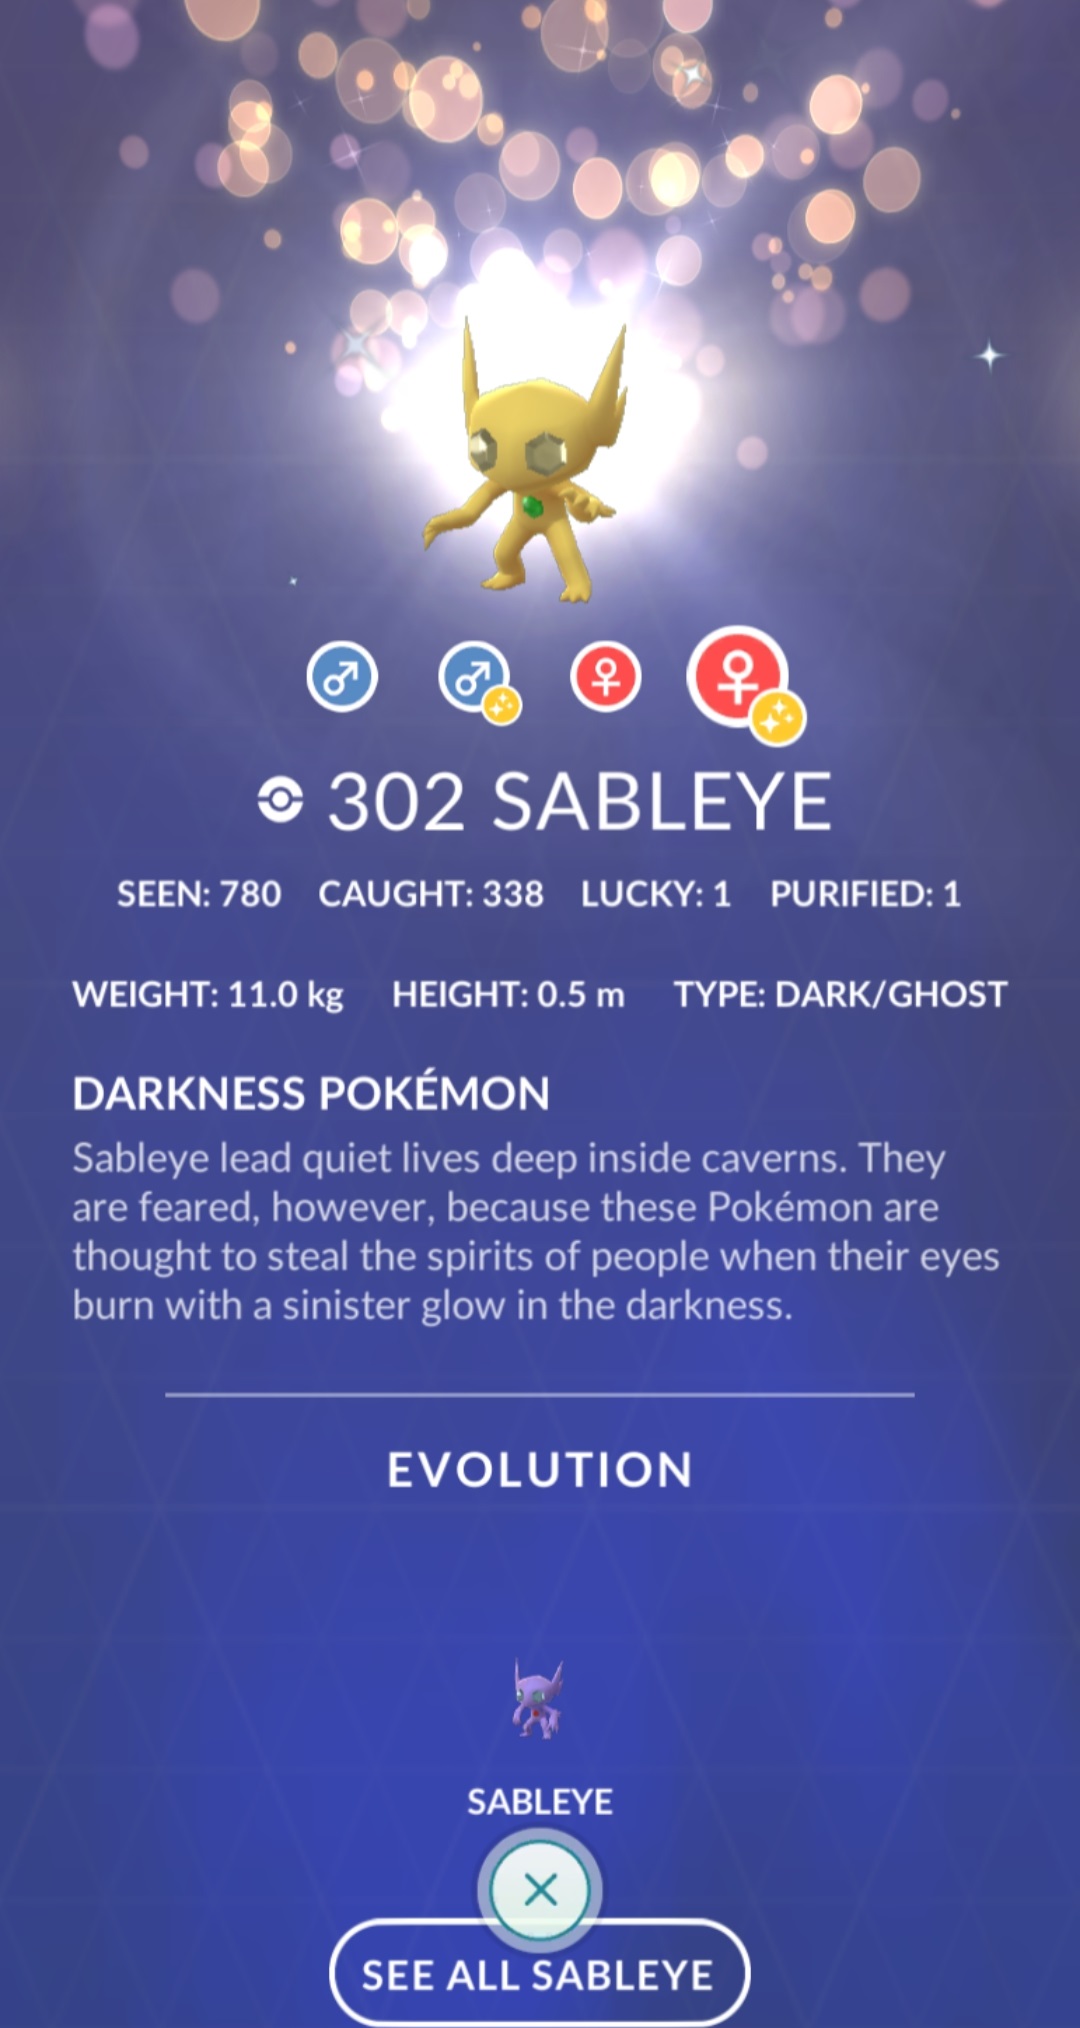 302 SABLEYE
SEEN: 780 CAUGHT: 338 LUCKY: 1 PURIFIED: 1
WEIGHT: 11.0 kg HEIGHT: 0.5 m TYPE: DARK/GHOST
DARKNESS POKÉMON
Sableye lead quiet lives deep inside caverns. They
are feared, however, because these Pokémon are
thought to steal the spirits of people when their eyes
burn with a sinister glow in the darkness.
EVOLUTION
SABLEYE
SEE ALL SABLEYE